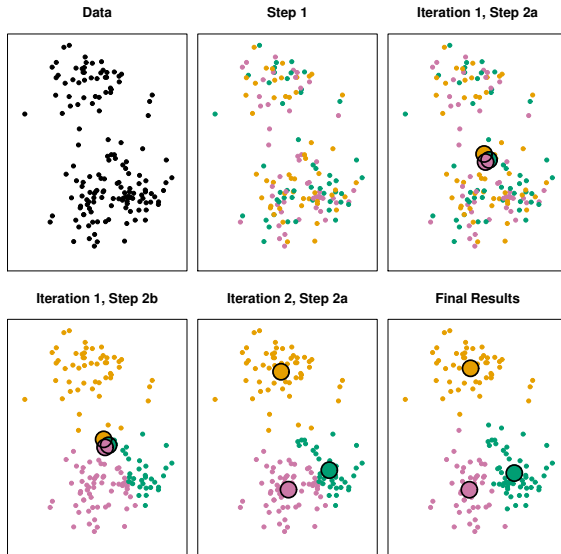 Data
Step 1
Iteration 1, Step 2a
Iteration 1, Step 2b
Iteration 2, Step 2a
Final Results